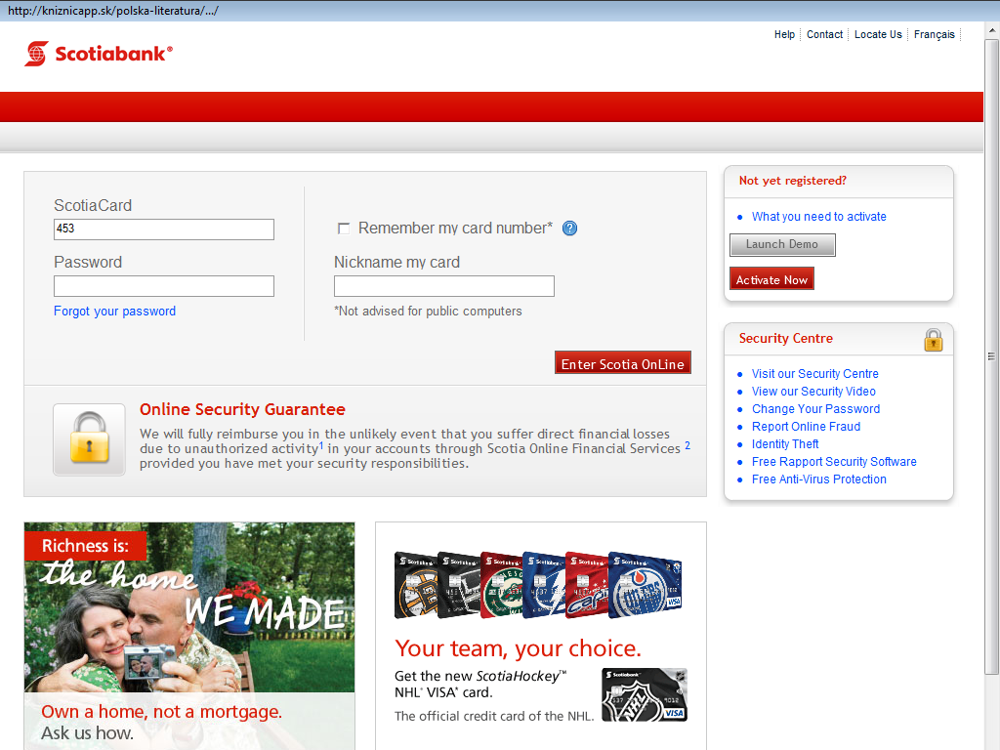 http://kniznicapp.sk/polska-literatura/.../
Help
Contact
Locate Us
Français
Scotiabank®
ScotiaCard
453
Remember my card number*
?
Password
Nickname my card
Forgot your password
*Not advised for public computers
Enter Scotia OnLine
Not yet registered?
What you need to activate
Launch Demo
Activate Now
Security Centre
Visit our Security Centre
View our Security Video
Change Your Password
Report Online Fraud
Identity Theft
Free Rapport Security Software
Free Anti-Virus Protection
Online Security Guarantee
We will fully reimburse you in the unlikely event that you suffer direct financial losses
due to unauthorized activity1 in your accounts through Scotia Online Financial Services 2
provided you have met your security responsibilities.
Richness is:
the home
WE MADE
Own a home, not a mortgage.
Ask us how.
Your team, your choice.
Get the new ScotiaHockey™
NHL® VISA* card.
The official credit card of the NHL.
Scotiabank
NHL
VISA